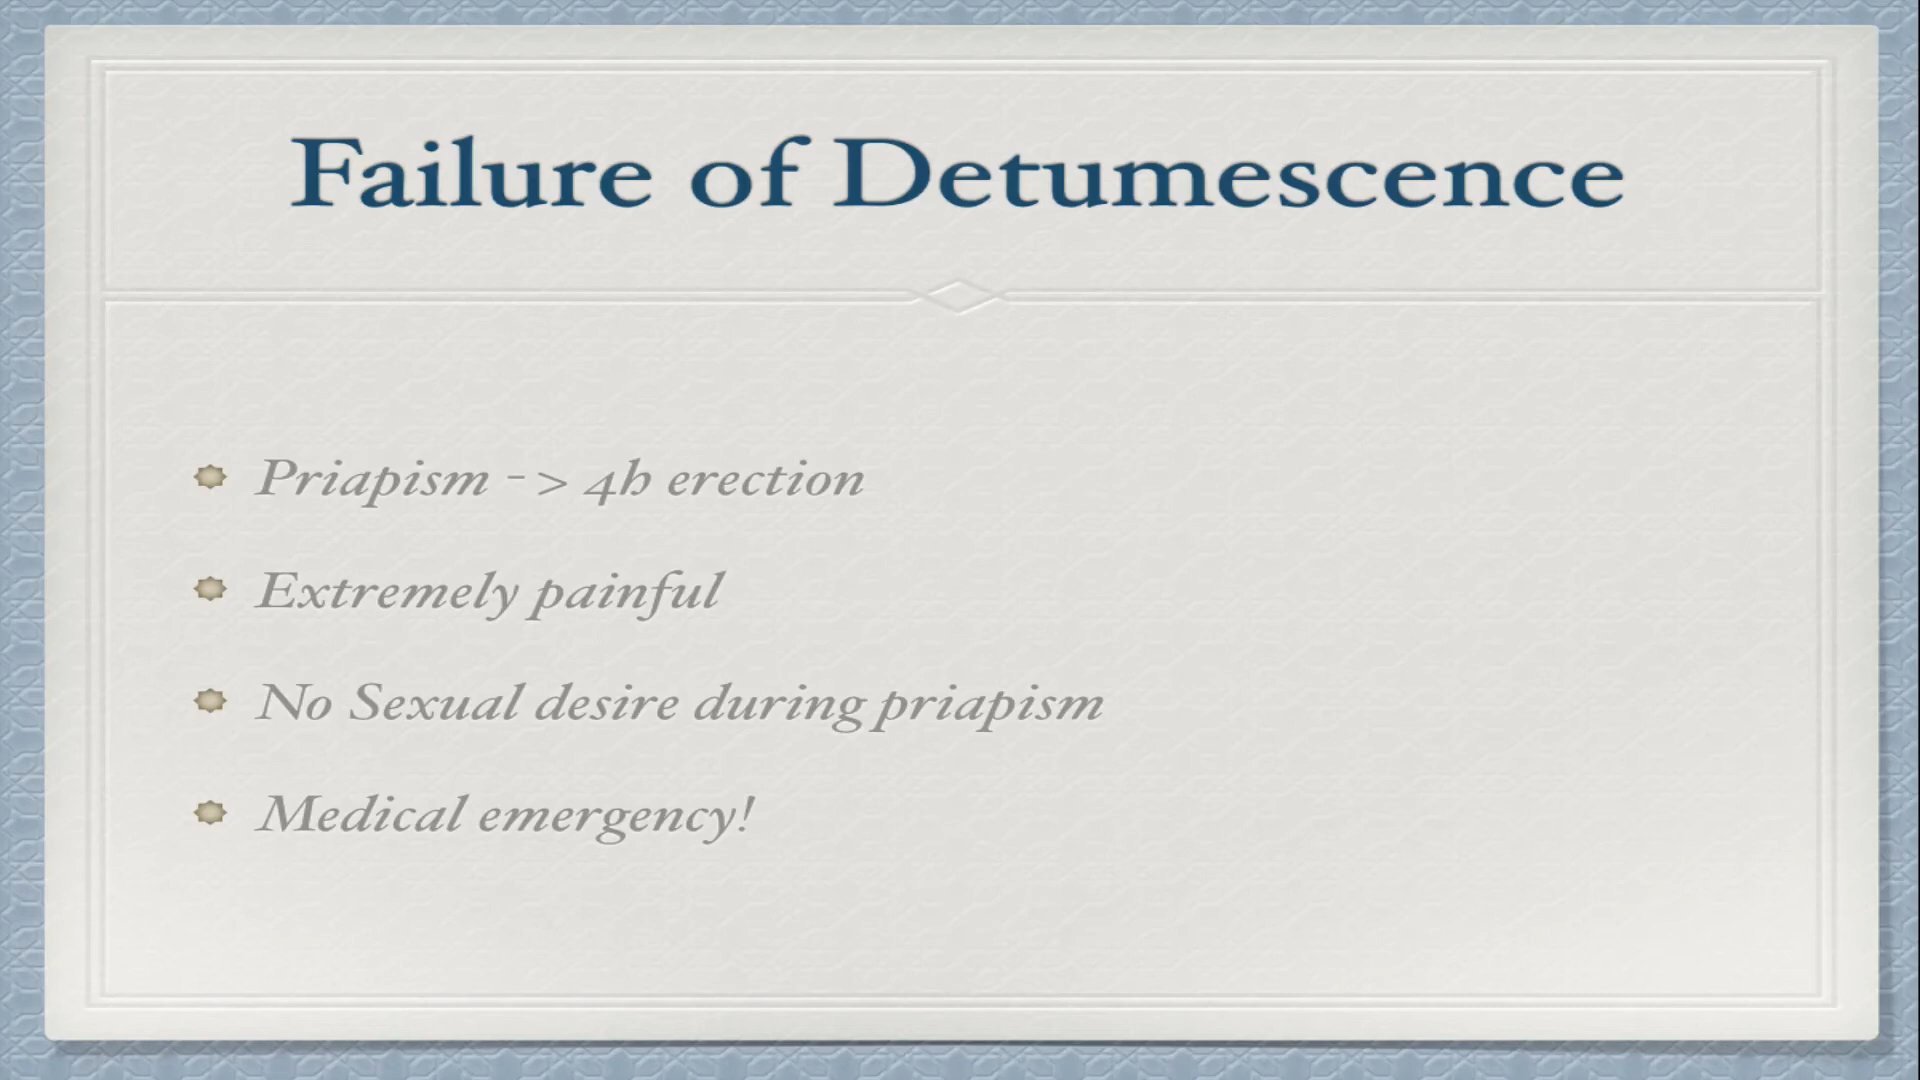 Failure of Detumescence
Priapism -> 4h erection
Extremely painful
No Sexual desire during priapism
Medical emergency!